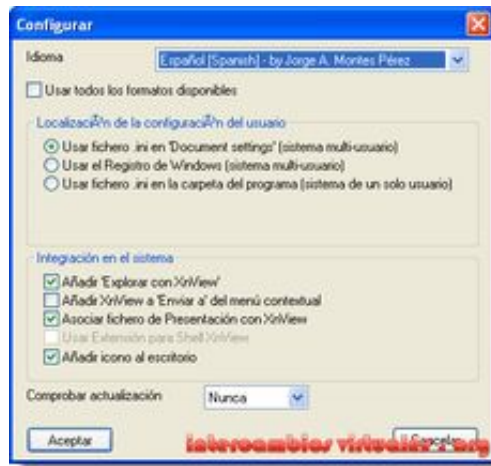 Configurar
Idioma
Español [Spanish] - by Jorge A. Montes Pérez
Usar todos los formatos disponibles
LocalizaciÃ³n de la configuraciÃ³n del usuario
Usar fichero .ini en 'Document settings' (sistema multi-usuario)
Usar el Registro de Windows (sistema multi-usuario)
Usar fichero .ini en la carpeta del programa (sistema de un solo usuario)
Integración en el sistema
Añadir 'Explorar con XnView'
Añadir XnView a 'Enviar a' del menú contextual
Asociar fichero de Presentación con XnView
Usar Extensión para Shell XnView
Añadir icono al escritorio
Comprobar actualización
Nunca
Aceptar
Cancelar
intercambios virtuales . org